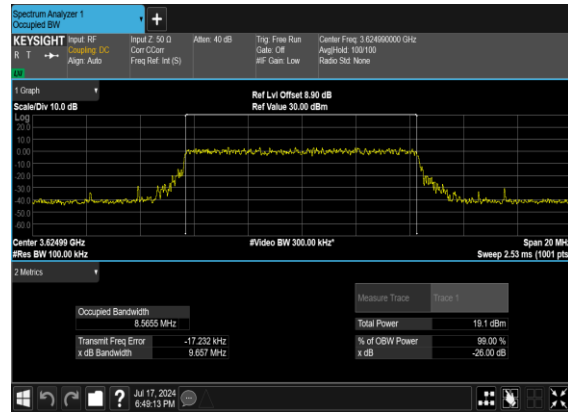 Spectrum Analyzer 1
Occupied BW
+
KEYSIGHT Input: RF Input Z: 50 Ω Atten: 40 dB Trig: Free Run Center Freq: 3.624990000 GHz
R T Coupling: DC Corr CCorr Gate: Off Avg|Hold: 100/100
Align: Auto Freq Ref: Int (S) #IF Gain: Low Radio Std: None
1 Graph
Scale/Div 10.0 dB Ref Lvl Offset 8.90 dB
Ref Value 30.00 dBm
Log
20.0
10.0
0.00
-10.0
-20.0
-30.0
-40.0
-50.0
-60.0
Center 3.62499 GHz #Video BW 300.00 kHz* Span 20 MHz
#Res BW 100.00 kHz Sweep 2.53 ms (1001 pts)
2 Metrics
Measure Trace Trace 1
Occupied Bandwidth
8.5655 MHz Total Power 19.1 dBm
Transmit Freq Error -17.232 kHz % of OBW Power 99.00 %
x dB Bandwidth 9.657 MHz x dB -26.00 dB
? Jul 17, 2024
6:49:13 PM